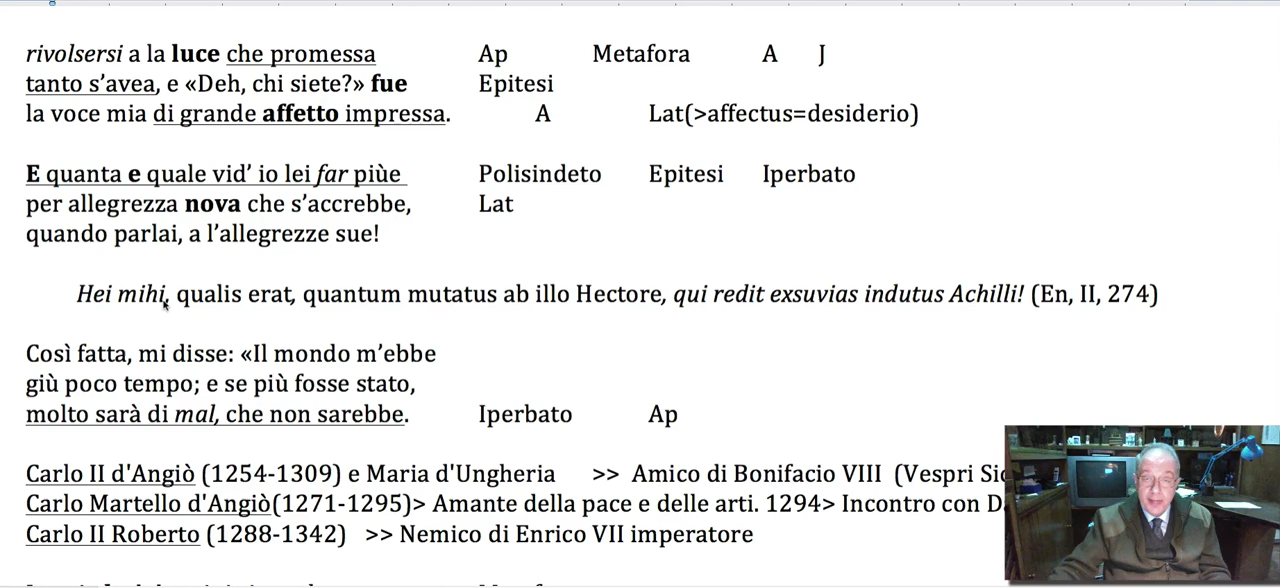 rivolsersi a la luce che promessa Ap Metafora A J
tanto s’avea, e «Deh, chi siete?» fue Epitesi
la voce mia di grande affetto impressa. A Lat(>affectus=desiderio)
E quanta e quale vid’ io lei far piùe Polisindeto Epitesi Iperbato
per allegrezza nova che s’accrebbe, Lat
quando parlai, a l’allegrezze sue!
Hei mihi, qualis erat, quantum mutatus ab illo Hectore, qui redit exsuvias indutus Achilli! (En, II, 274)
Così fatta, mi disse: «Il mondo m’ebbe
giù poco tempo; e se più fosse stato,
molto sarà di mal, che non sarebbe. Iperbato Ap
Carlo II d'Angiò (1254-1309) e Maria d'Ungheria >> Amico di Bonifacio VIII (Vespri
Carlo Martello d'Angiò(1271-1295)> Amante della pace e delle arti. 1294> Incontro con
Carlo II Roberto (1288-1342) >> Nemico di Enrico VII imperatore